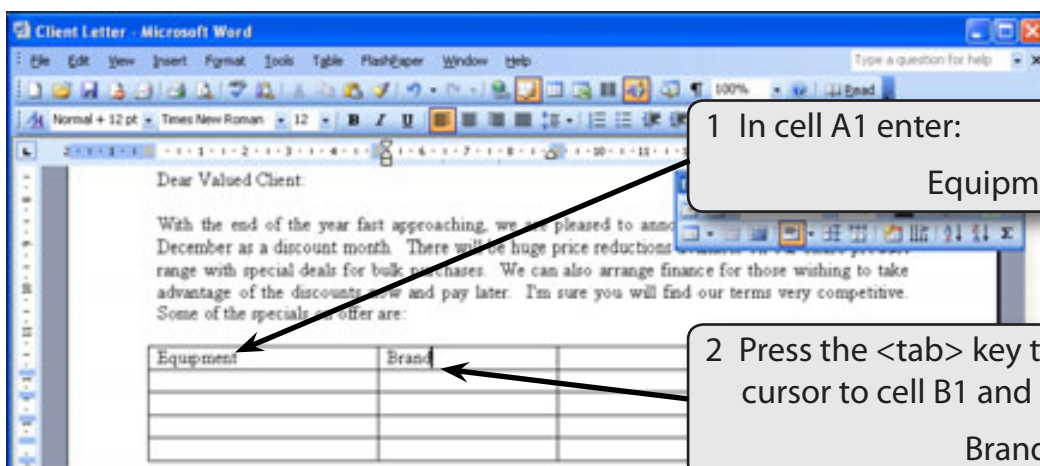 Client Letter - Microsoft Word
File Edit View Insert Format Tools Table FlashPaper Window Help Type a question for help
100% Read
Normal + 12 pt Times New Roman 12 B I U
1 In cell A1 enter:
Equipm
Dear Valued Client:
With the end of the year fast approaching, we are pleased to anno
December as a discount month. There will be huge price reductions
range with special deals for bulk purchases. We can also arrange finance for those wishing to take
advantage of the discounts now and pay later. I'm sure you will find our terms very competitive.
Some of the specials on offer are:
Equipment Brand
2 Press the <tab> key t
cursor to cell B1 and
Brand